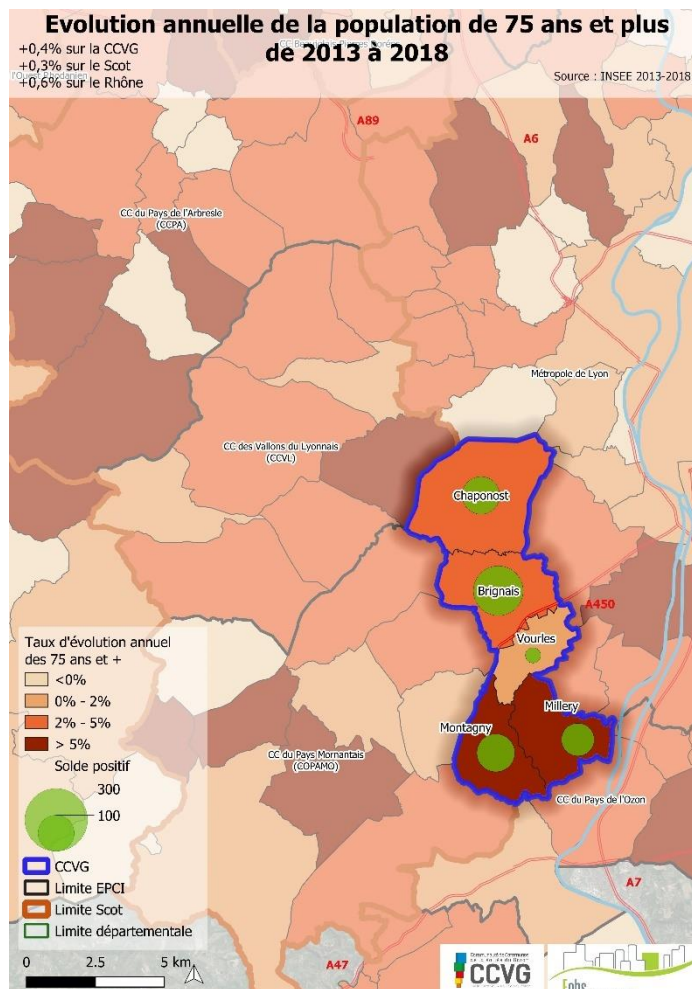 Evolution annuelle de la population de 75 ans et plus
de 2013 à 2018
+0,4% sur la CCVG
+0,3% sur le Scot
+0,6% sur le Rhône
Source : INSEE 2013-2018
A89
A6
CC du Pays de l'Arbresle
(CCPA)
Métropole de Lyon
CC des Vallons du Lyonnais
(CCVL)
Chaponost
Brignais
A450
Vourles
Millery
Montagny
CC du Pays Mornantais
(COPAMO)
CC du Pays de l'Ozon
A7
A47
Taux d'évolution annuel
des 75 ans et +
<0%
0% - 2%
2% - 5%
> 5%
Solde positif
300
100
CCVG
Limite EPCI
Limite Scot
Limite départementale
0 2.5 5 km
CCVG